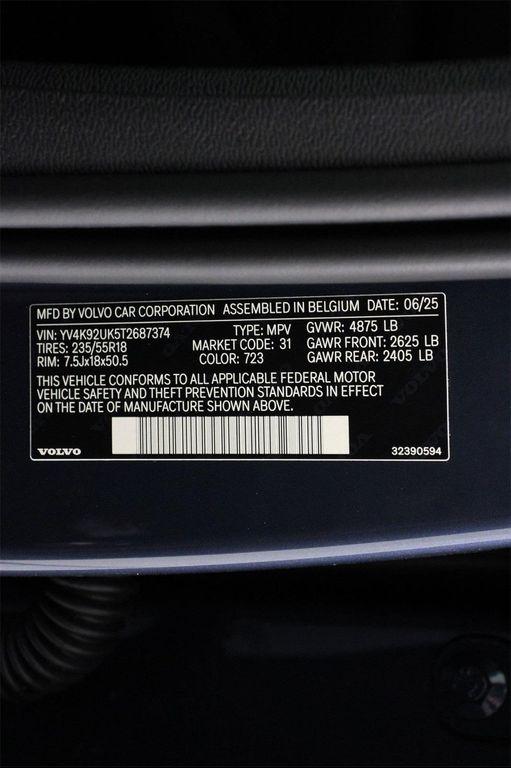 MFD BY VOLVO CAR CORPORATION ASSEMBLED IN BELGIUM DATE: 06/25
VIN: YV4K92UK5T2687374 TYPE: MPV GVWR: 4875 LB
TIRES: 235/55R18 MARKET CODE: 31 GAWR FRONT: 2625 LB
RIM: 7.5Jx18x50.5 COLOR: 723 GAWR REAR: 2405 LB
THIS VEHICLE CONFORMS TO ALL APPLICABLE FEDERAL MOTOR
VEHICLE SAFETY AND THEFT PREVENTION STANDARDS IN EFFECT
ON THE DATE OF MANUFACTURE SHOWN ABOVE.
VOLVO 32390594